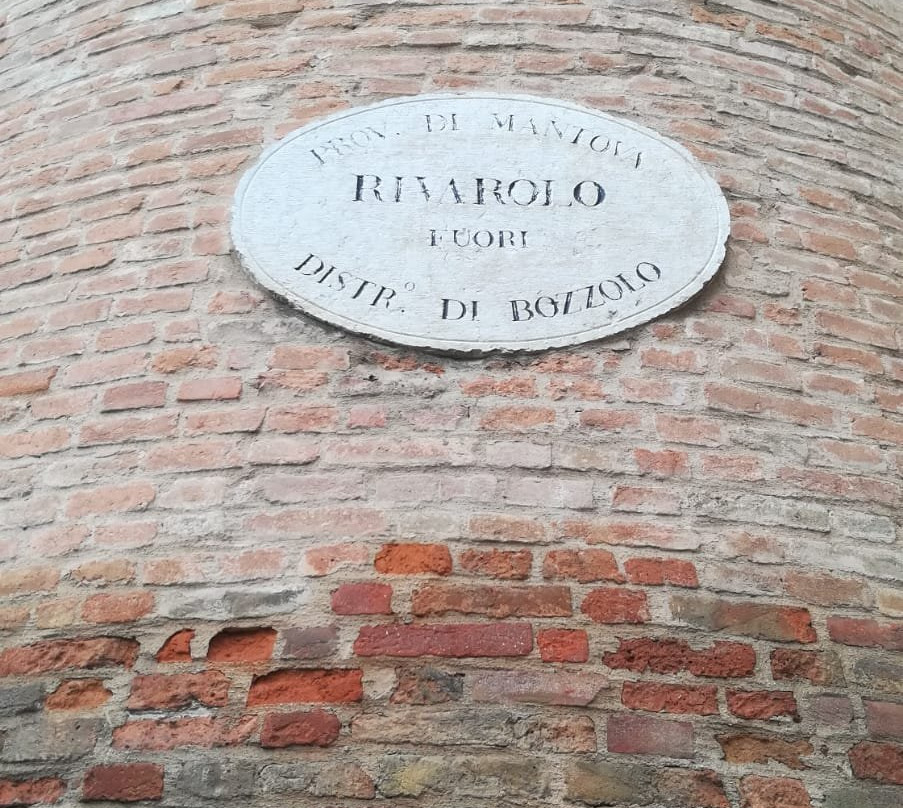 PROV. DI MANTOVA
RIVAROLO
FUORI
DISTR.º DI BOZZOLO